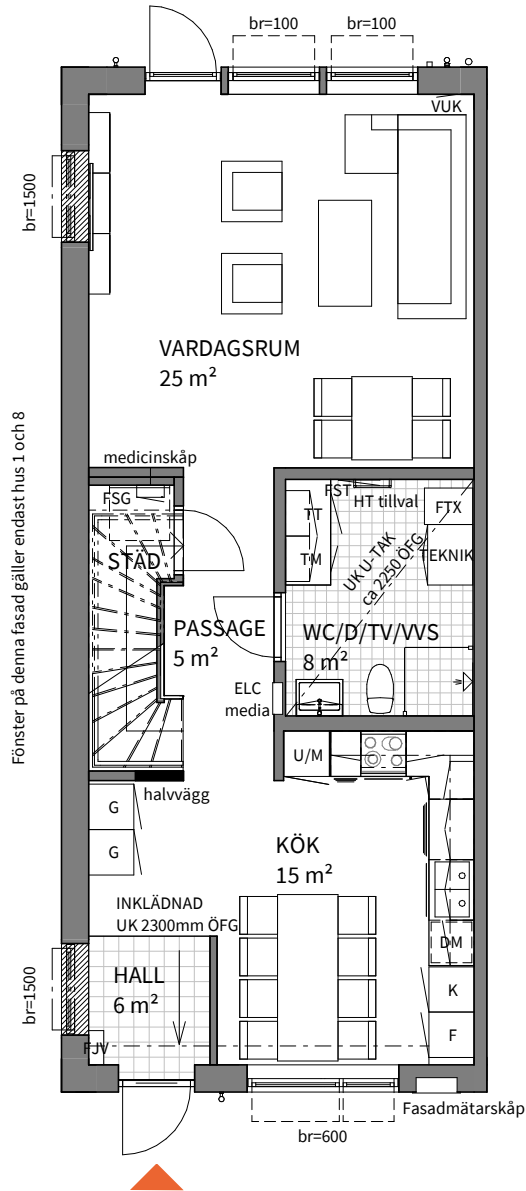 br=100
br=100
VUK
br=1500
VARDAGSRUM
25 m²
Fönster på denna fasad gäller endast hus 1 och 8
medicinskåp
FSG
STÄD
FST
HT tillval
FTX
TT
TM
UK U-TAK
ca 2250 ÖFG
TEKNIK
PASSAGE
5 m²
WC/D/TV/VVS
8 m²
ELC
media
U/M
halvvägg
G
G
KÖK
15 m²
INKLÄDNAD
UK 2300mm ÖFG
DM
HALL
6 m²
K
F
br=1500
FJV
Fasadmätarskåp
br=600